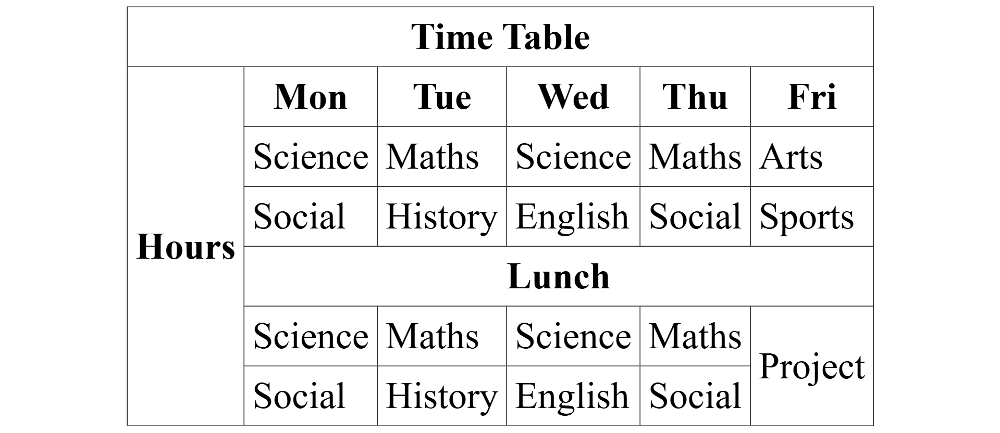 Time Table
Hours Mon Tue Wed Thu Fri
Science Maths Science Maths Arts
Social History English Social Sports
Lunch
Science Maths Science Maths Project
Social History English Social